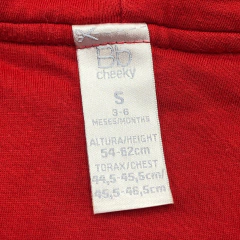 Bb
cheeky
S
3-6
MESES/MONTHS
ALTURA/HEIGHT
54-62cm
TORAX/CHEST
44,5-45,5cm/
45,5-46,5cm